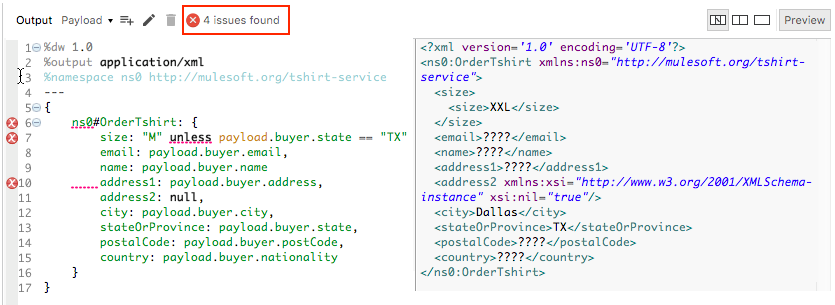 Output Payload 4 issues found Preview
1 %dw 1.0
2 %output application/xml
3 %namespace ns0 http://mulesoft.org/tshirt-service
4 ---
5 {
6 ns0#OrderTshirt: {
7 size: "M" unless payload.buyer.state == "TX"
8 email: payload.buyer.email,
9 name: payload.buyer.name
10 address1: payload.buyer.address,
11 address2: null,
12 city: payload.buyer.city,
13 stateOrProvince: payload.buyer.state,
14 postalCode: payload.buyer.postCode,
15 country: payload.buyer.nationality
16 }
17 }
<?xml version='1.0' encoding='UTF-8'?>
<ns0:OrderTshirt xmlns:ns0="http://mulesoft.org/tshirt-
service">
<size>
<size>XXL</size>
</size>
<email>????</email>
<name>????</name>
<address1>????</address1>
<address2 xmlns:xsi="http://www.w3.org/2001/XMLSchema-
instance" xsi:nil="true"/>
<city>Dallas</city>
<stateOrProvince>TX</stateOrProvince>
<postalCode>????</postalCode>
<country>????</country>
</ns0:OrderTshirt>